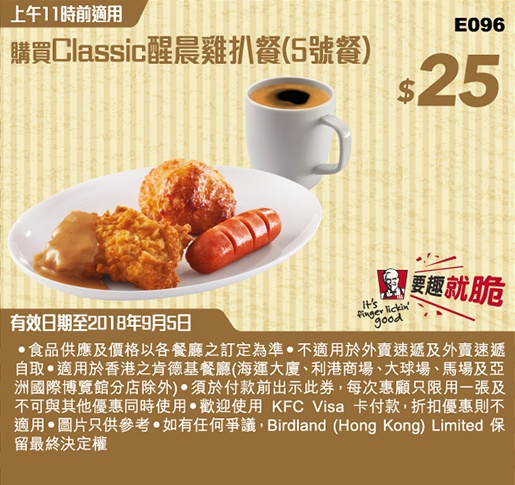 上午11時前適用
E096
購買Classic醒晨雞扒餐(5號餐)
$25
It's
finger lickin'
good
要趣就脆
有效日期至2018年9月5日
●食品供應及價格以各餐廳之訂定為準●不適用於外賣速遞及外賣速遞
自取●適用於香港之肯德基餐廳(海運大廈、利港商場、大球場、馬場及亞
洲國際博覽館分店除外)●須於付款前出示此券，每次惠顧只限用一張及
不可與其他優惠同時使用●歡迎使用 KFC Visa 卡付款，折扣優惠則不
適用●圖片只供參考●如有任何爭議，Birdland (Hong Kong) Limited 保
留最終決定權